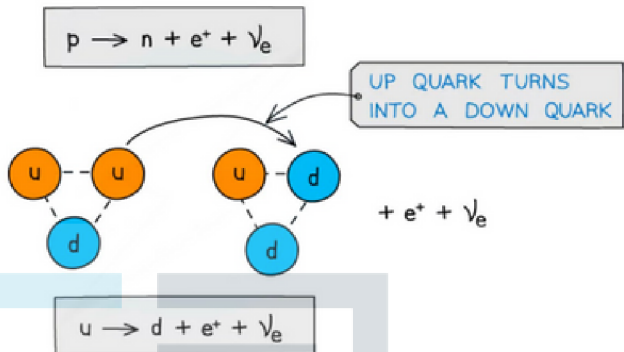 p → n + e⁺ + νₑ
UP QUARK TURNS
INTO A DOWN QUARK
u u u d
+ e⁺ + νₑ
d d
u → d + e⁺ + νₑ